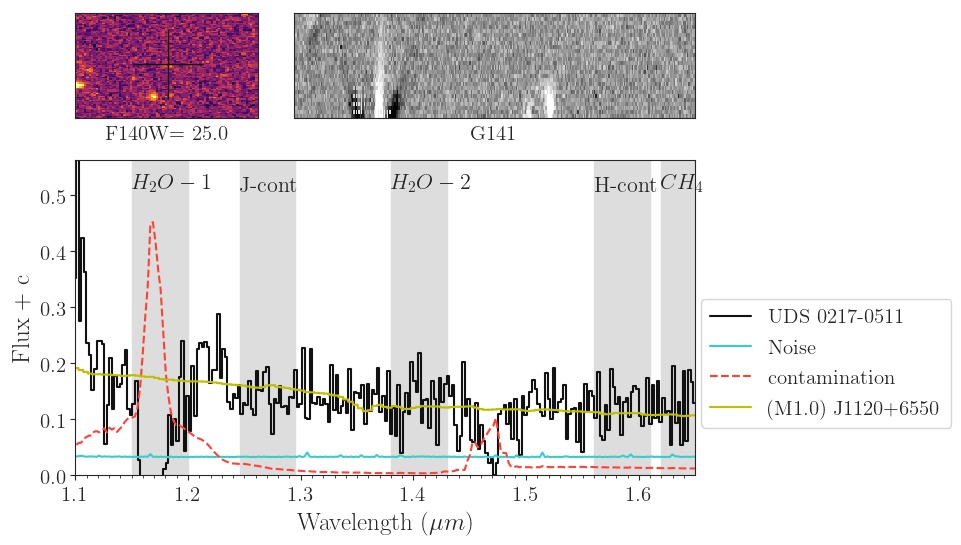 F140W= 25.0
G141
H₂O − 1
J-cont
H₂O − 2
H-cont
CH₄
0.5
0.4
0.3
0.2
0.1
0.0
Flux + c
1.1
1.2
1.3
1.4
1.5
1.6
Wavelength (μm)
UDS 0217-0511
Noise
contamination
(M1.0) J1120+6550